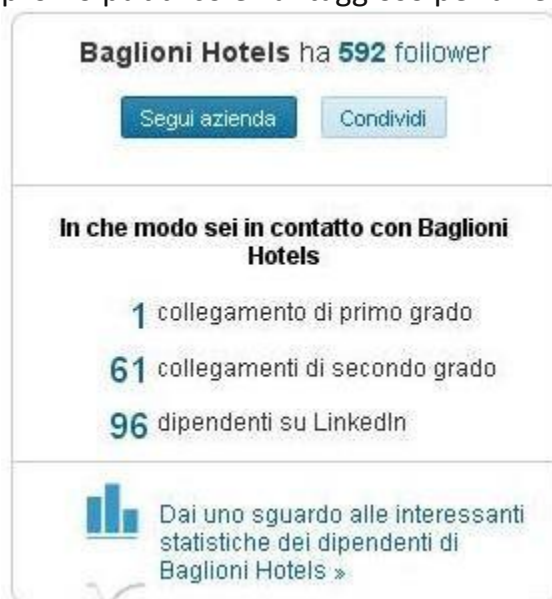 Baglioni Hotels ha 592 follower
Segui azienda Condividi
In che modo sei in contatto con Baglioni
Hotels
1 collegamento di primo grado
61 collegamenti di secondo grado
96 dipendenti su LinkedIn
Dai uno sguardo alle interessanti
statistiche dei dipendenti di
Baglioni Hotels »